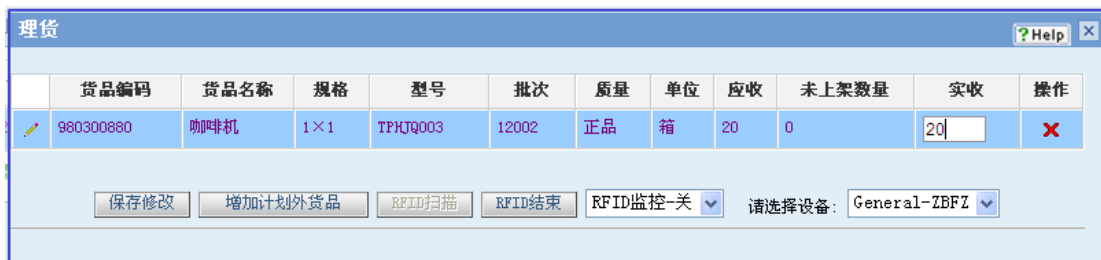 理货 ?Help
货品编码 货品名称 规格 型号 批次 质量 单位 应收 未上架数量 实收 操作
980300880 咖啡机 1×1 TPHJQ003 12002 正品 箱 20 0 20
保存修改 增加计划外货品 RFID扫描 RFID结束 RFID监控-关 请选择设备: General-ZBFZ